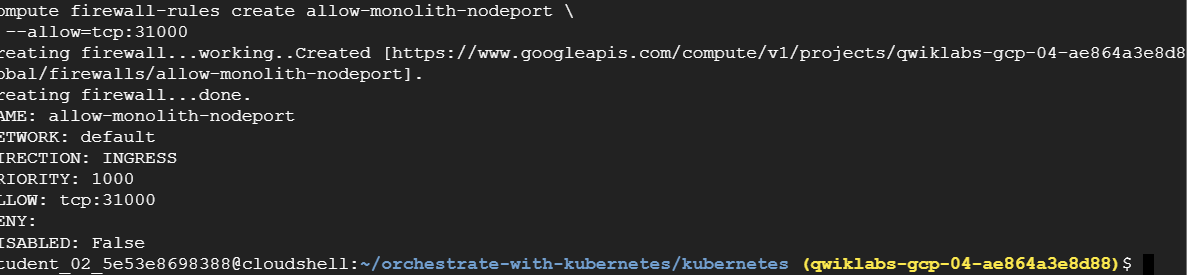 ompute firewall-rules create allow-monolith-nodeport \
--allow=tcp:31000
reating firewall...working..Created [https://www.googleapis.com/compute/v1/projects/qwiklabs-gcp-04-ae864a3e8d8
obal/firewalls/allow-monolith-nodeport].
reating firewall...done.
AME: allow-monolith-nodeport
ETWORK: default
IRECTION: INGRESS
RIORITY: 1000
LLOW: tcp:31000
ENY:
ISABLED: False
tudent_02_5e53e8698388@cloudshell:~/orchestrate-with-kubernetes/kubernetes (qwiklabs-gcp-04-ae864a3e8d88)$